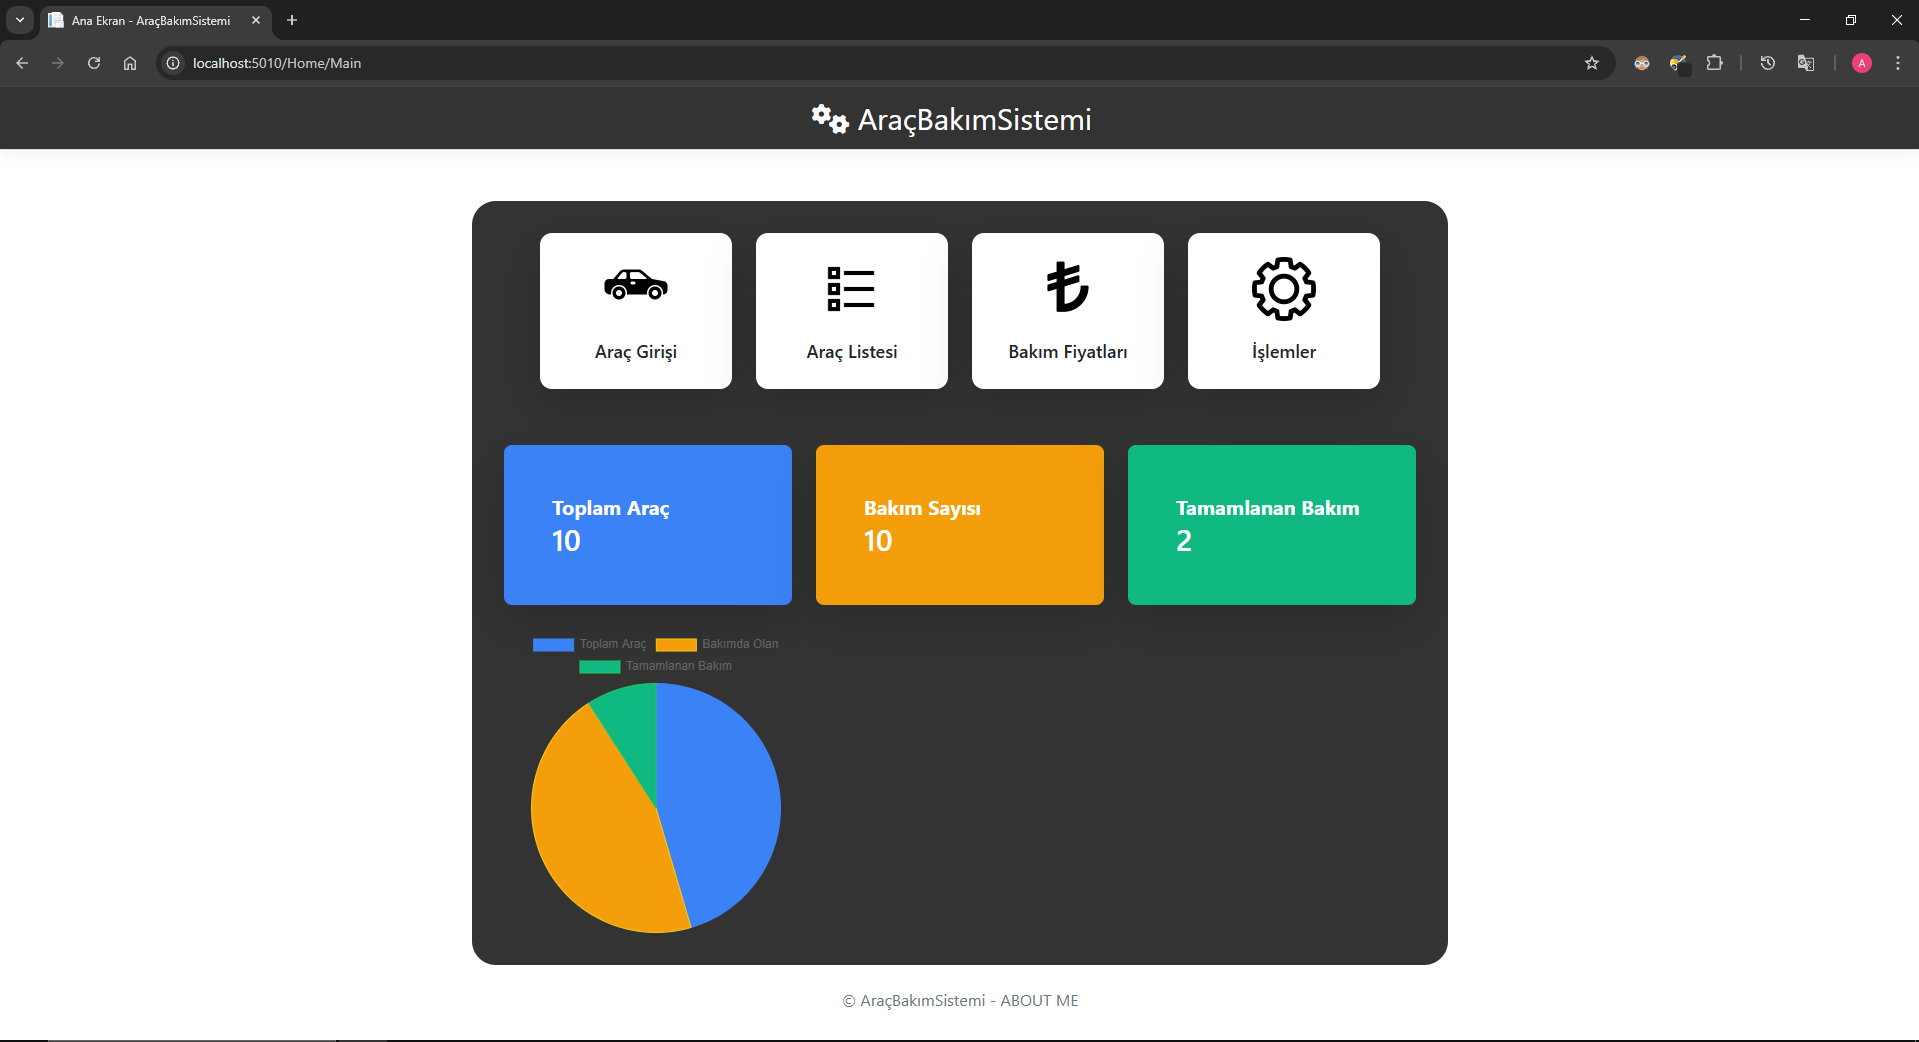 Ana Ekran - AraçBakımSistemi
localhost:5010/Home/Main
A
AraçBakımSistemi
Araç Girişi
Araç Listesi
Bakım Fiyatları
İşlemler
Toplam Araç
10
Bakım Sayısı
10
Tamamlanan Bakım
2
Toplam Araç
Bakımda Olan
Tamamlanan Bakım
© AraçBakımSistemi - ABOUT ME